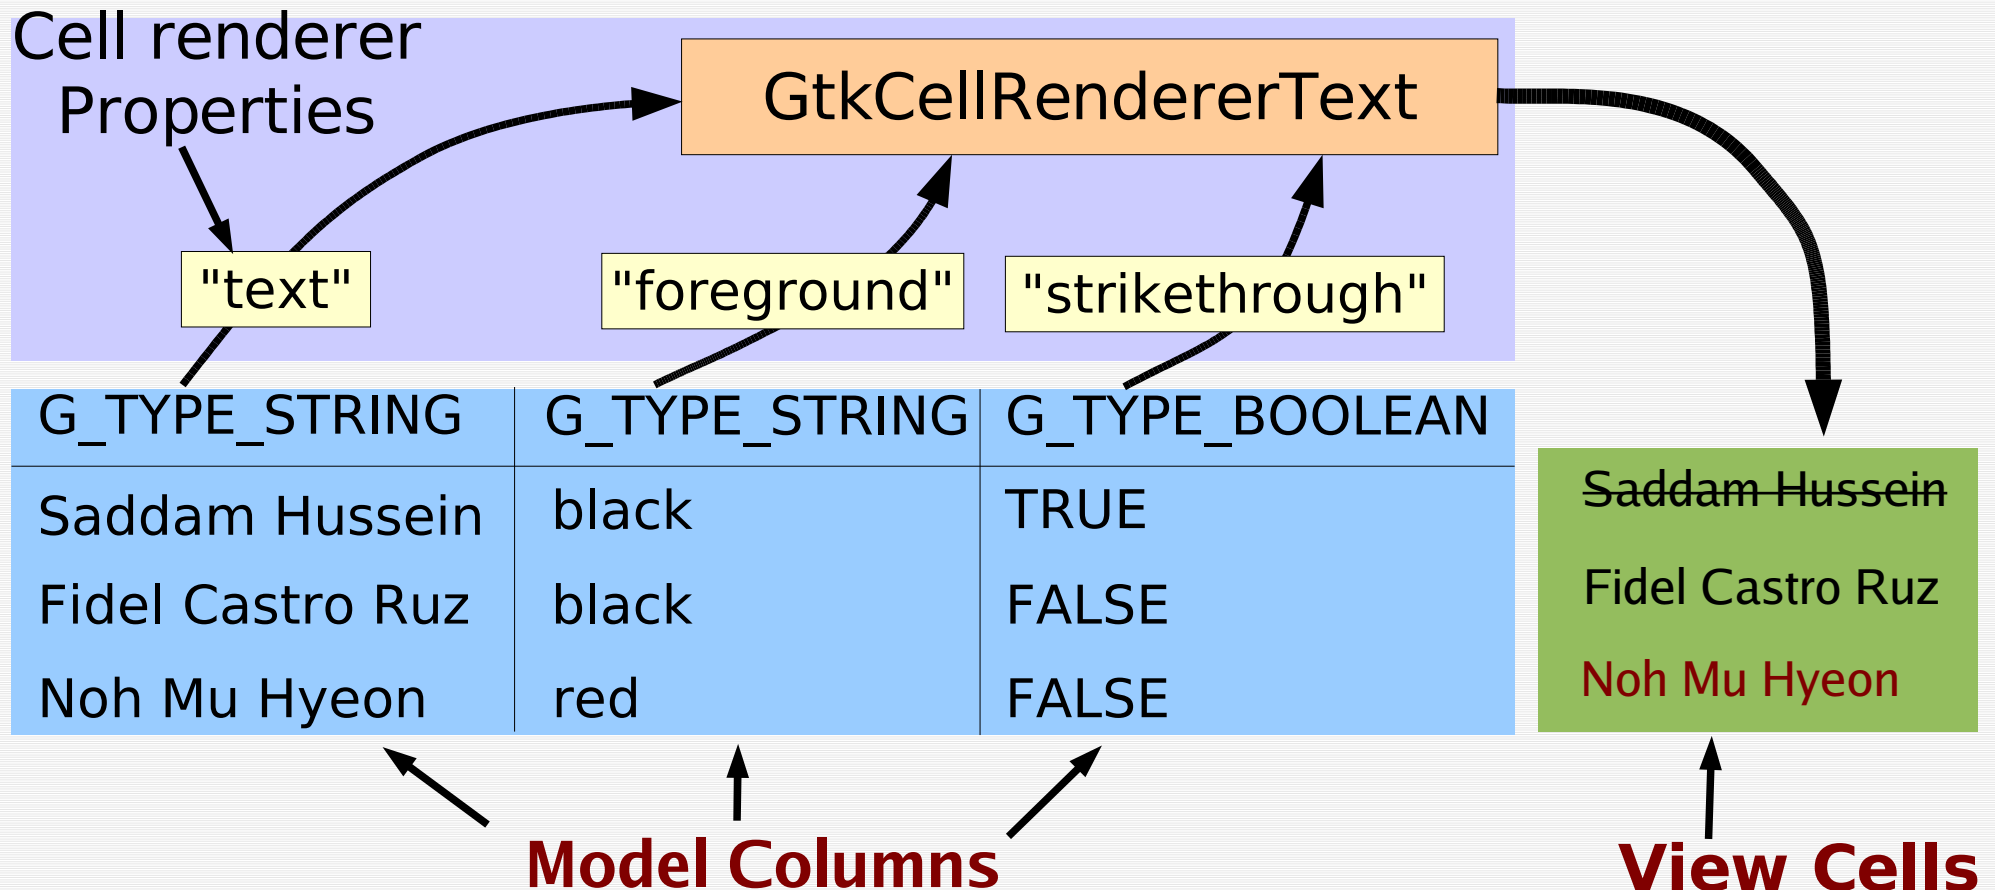 Cell renderer
Properties
GtkCellRendererText
"text"
"foreground"
"strikethrough"
G_TYPE_STRING G_TYPE_STRING G_TYPE_BOOLEAN
Saddam Hussein black TRUE
Fidel Castro Ruz black FALSE
Noh Mu Hyeon red FALSE
Saddam Hussein
Fidel Castro Ruz
Noh Mu Hyeon
Model Columns
View Cells